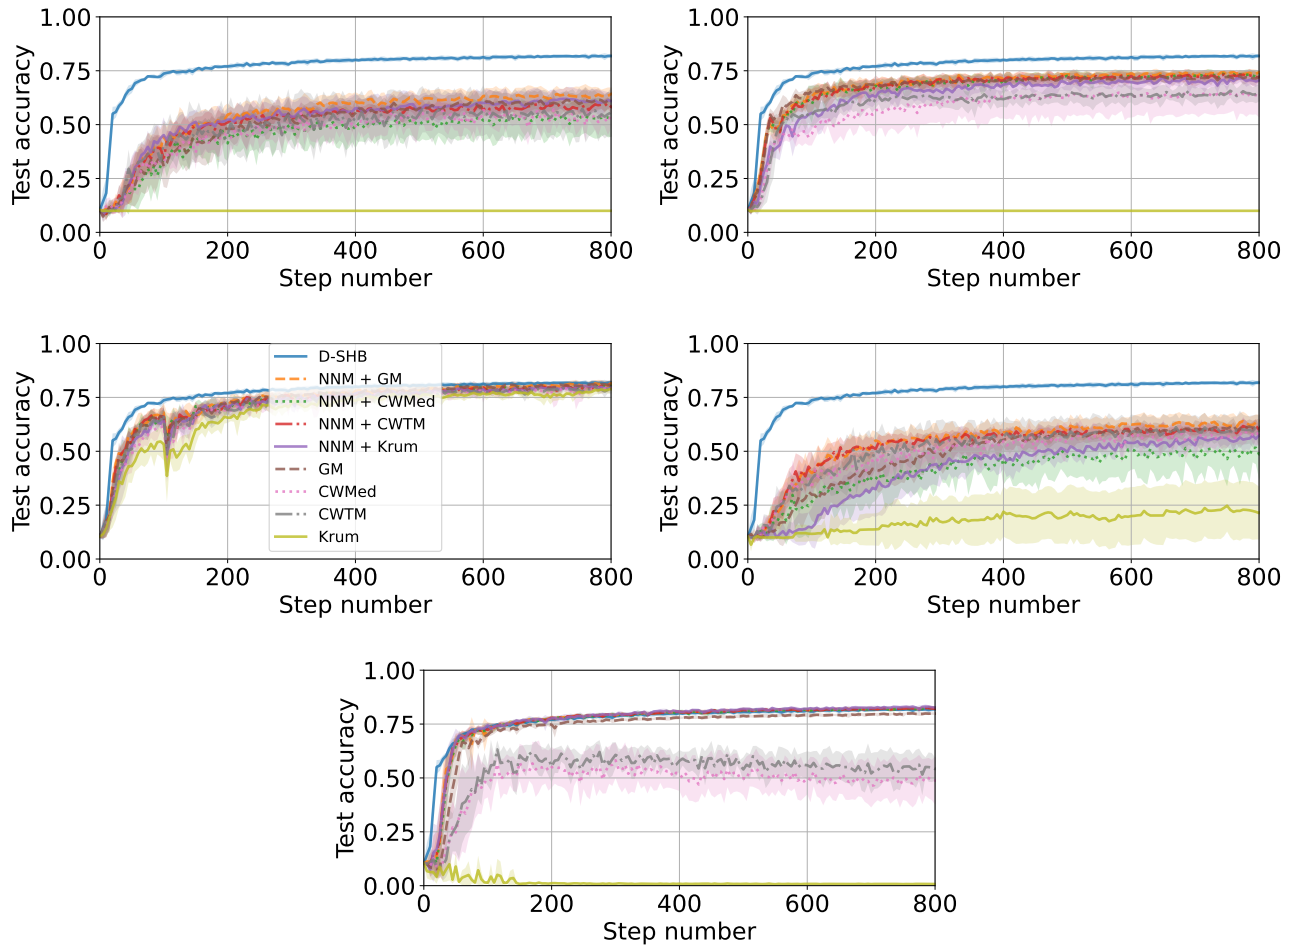 1.00
0.75
0.50
0.25
0.00
Test accuracy
0 200 400 600 800
Step number
1.00
0.75
0.50
0.25
0.00
Test accuracy
0 200 400 600 800
Step number
1.00
0.75
0.50
0.25
0.00
Test accuracy
D-SHB
NNM + GM
NNM + CWMed
NNM + CWTM
NNM + Krum
GM
CWMed
CWTM
Krum
0 200 400 600 800
Step number
1.00
0.75
0.50
0.25
0.00
Test accuracy
0 200 400 600 800
Step number
1.00
0.75
0.50
0.25
0.00
Test accuracy
0 200 400 600 800
Step number